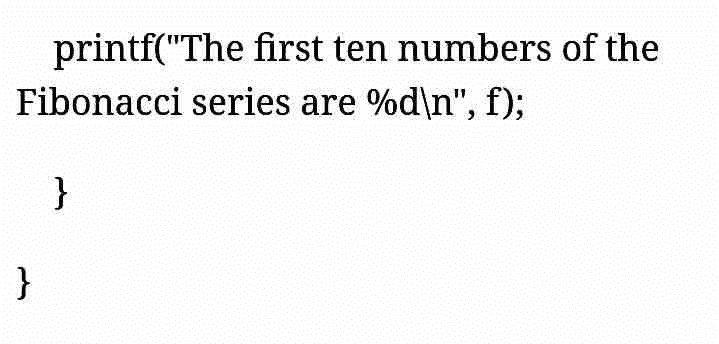 printf("The first ten numbers of the
Fibonacci series are %d\n", f);
}
}